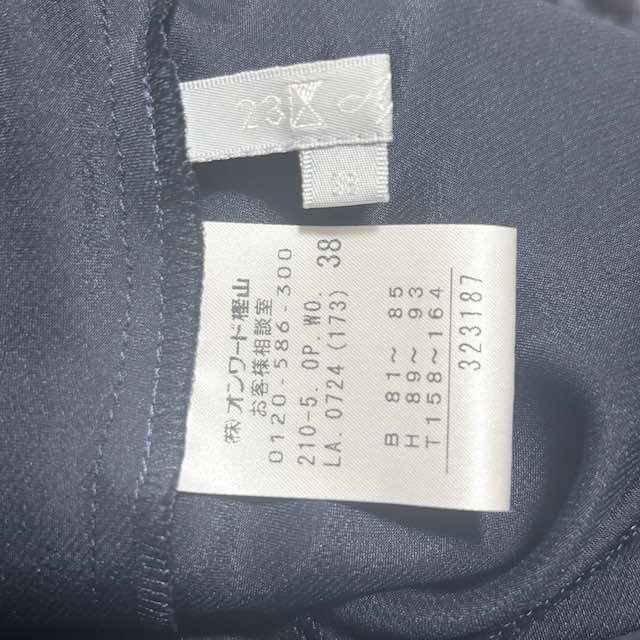 23
38
(株)オンワード樫山
お客様相談室
0120-586-300
210-5. OP.WO.
LA. 0724 (173) 38
B 81～ 85
H 89～ 93
T158～164
323187